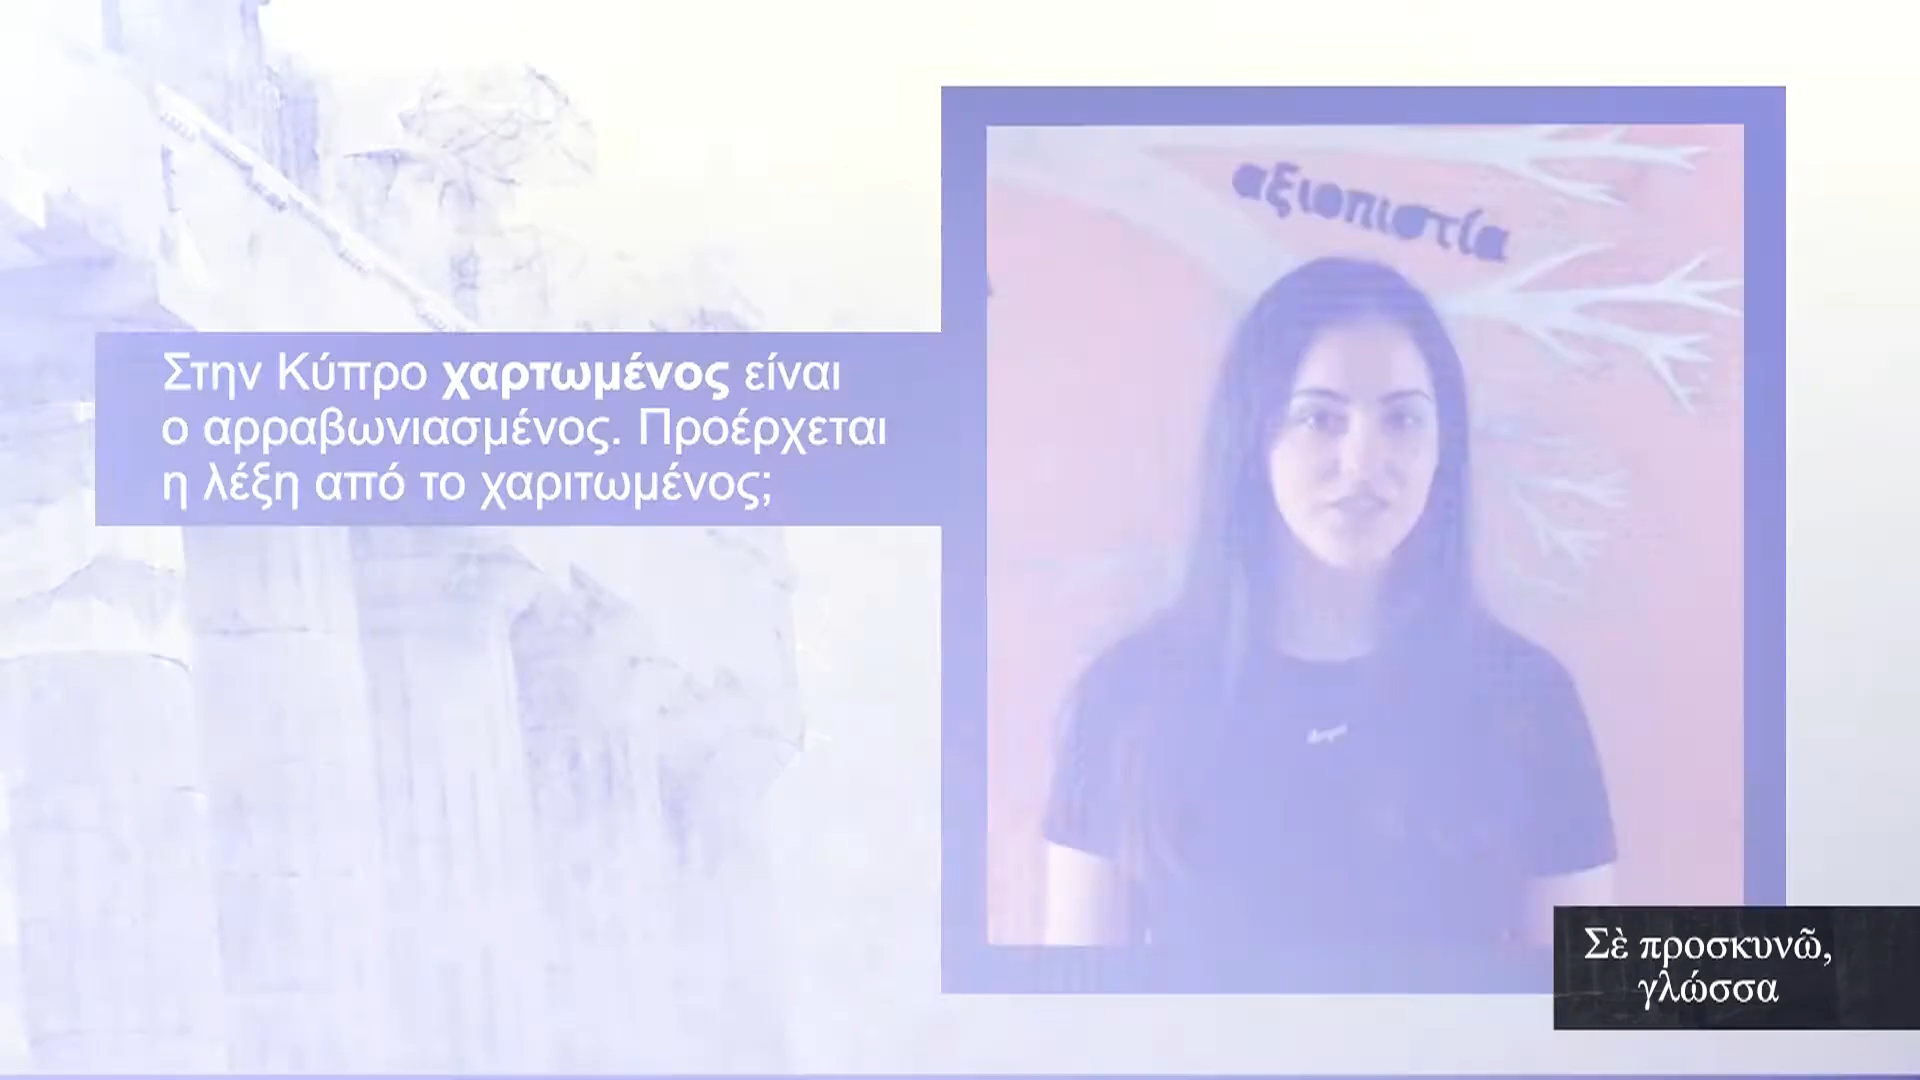 αξιοπιστία
Στην Κύπρο χαρτωμένος είναι
ο αρραβωνιασμένος. Προέρχεται
η λέξη από το χαριτωμένος;
Σὲ προσκυνῶ,
γλώσσα